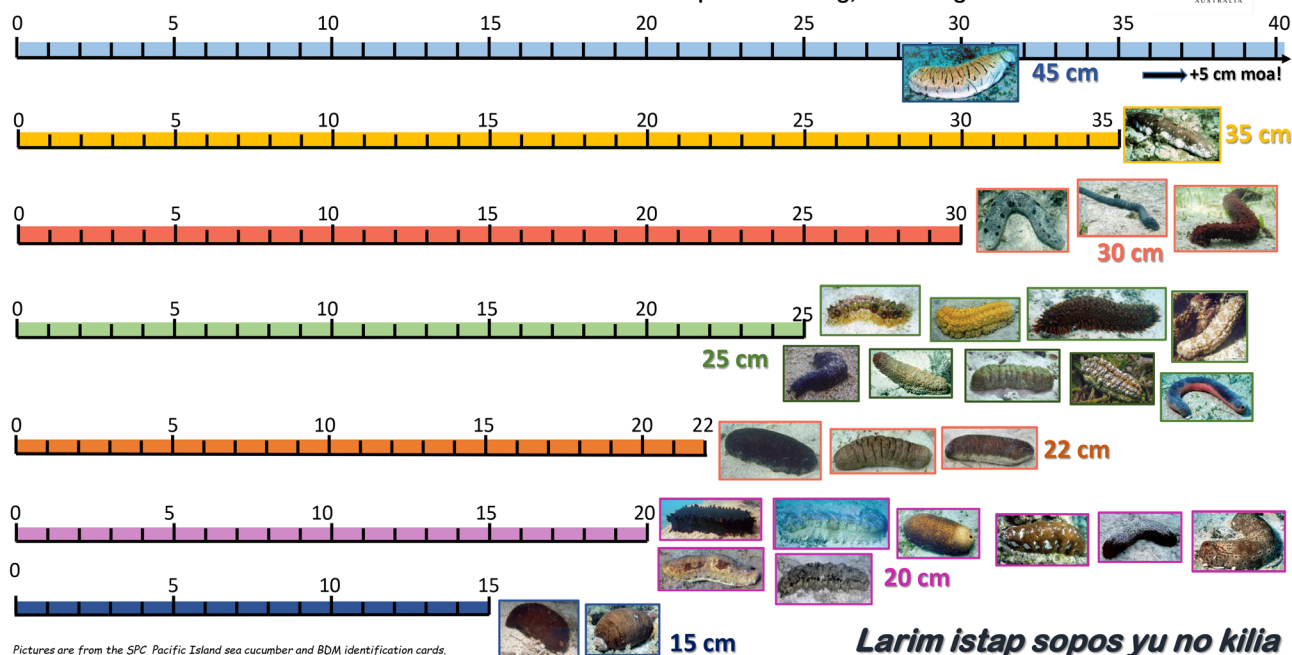 AUSTRALIA
0 5 10 15 20 25 30 35 40
45 cm
+5 cm moa!
0 5 10 15 20 25 30 35
35 cm
0 5 10 15 20 25 30
30 cm
0 5 10 15 20 25
25 cm
0 5 10 15 20 22
22 cm
0 5 10 15 20
20 cm
0 5 10 15
15 cm
Larim istap sopos yu no kilia
Pictures are from the SPC Pacific Island sea cucumber and BDM identification cards.